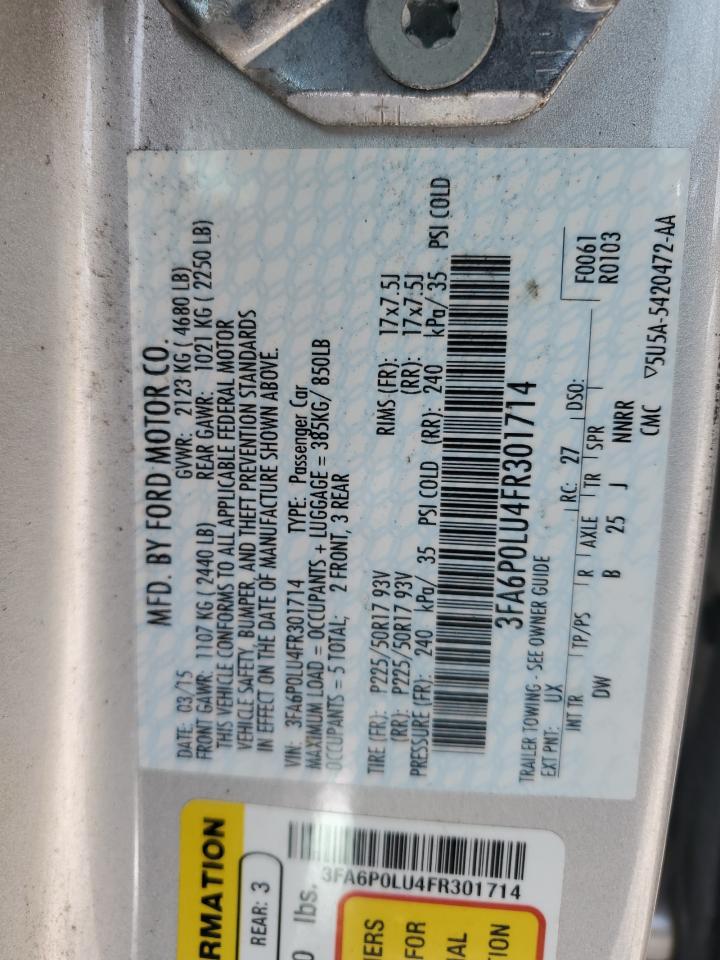 MFD. BY FORD MOTOR CO.
DATE: 03/15 GVWR: 2123 KG ( 4680 LB)
FRONT GAWR: 1107 KG ( 2440 LB) REAR GAWR: 1021 KG ( 2250 LB)
THIS VEHICLE CONFORMS TO ALL APPLICABLE FEDERAL MOTOR
VEHICLE SAFETY, BUMPER, AND THEFT PREVENTION STANDARDS
IN EFFECT ON THE DATE OF MANUFACTURE SHOWN ABOVE.
VIN: 3FA6P0LU4FR301714 TYPE: Passenger Car
MAXIMUM LOAD = OCCUPANTS + LUGGAGE = 385KG/ 850LB
OCCUPANTS = 5 TOTAL; 2 FRONT, 3 REAR
TIRE (FR): P225/50R17 93V RIMS (FR): 17x7.5J
(RR): P225/50R17 93V (RR): 17x7.5J
PRESSURE (FR): 240 kPa/ 35 PSI COLD (RR): 240 kPa/ 35 PSI COLD
3FA6P0LU4FR301714
TRAILER TOWING - SEE OWNER GUIDE
EXT PNT: UX RC: 27 DSO: F0061
R0103
INT TR TP/PS R AXLE TR SPR
DW B 25 J NNRR
CMC ▽5U5A-5420472-AA
RMATION
REAR: 3
0 lbs.
3FA6P0LU4FR301714
IERS
FOR
IAL
ION